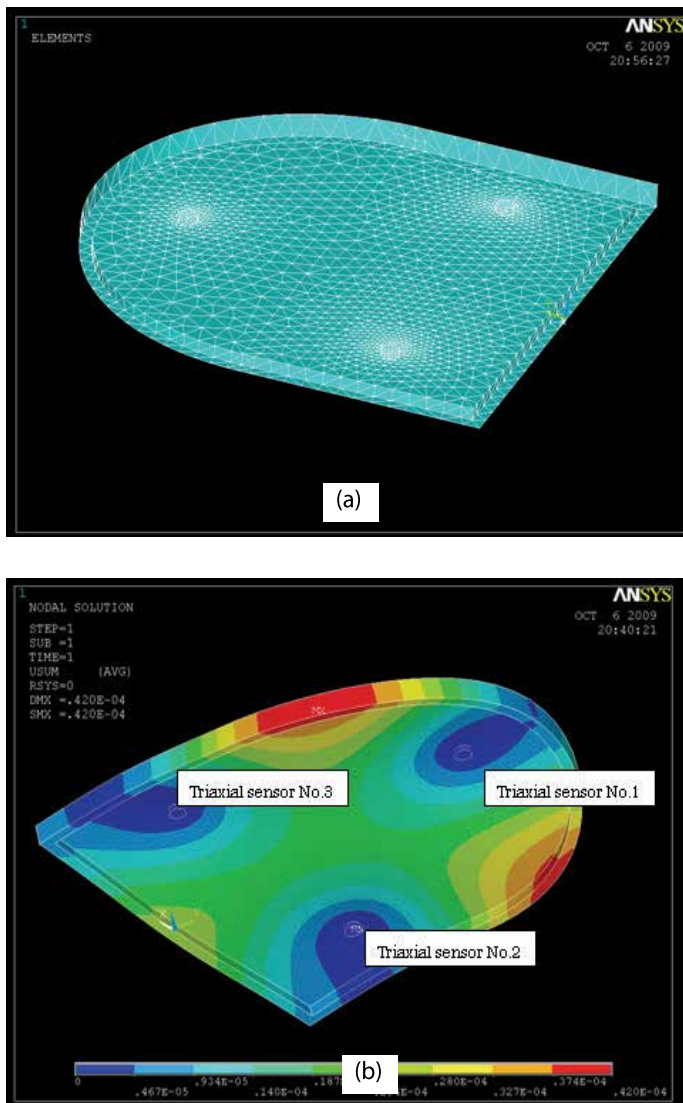 1
ANSYS
ELEMENTS
OCT 6 2009
20:56:27
(a)
1
ANSYS
NODAL SOLUTION
OCT 6 2009
20:40:21
STEP=1
SUB =1
TIME=1
USUM (AVG)
RSYS=0
DMX =.420E-04
SMX =.420E-04
MX
Triaxial sensor No.3
Triaxial sensor No.1
Triaxial sensor No.2
(b)
0 .934E-05 .280E-04 .374E-04
.467E-05 .140E-04 .327E-04 .420E-04